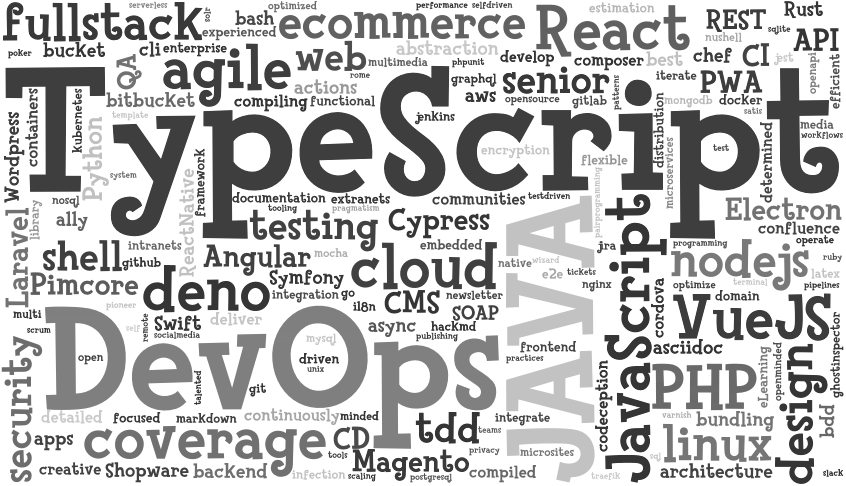 serverless
optimized
performance selfdriven
estimation
Rust
fullstack
solr
bash
ecommerce
React
REST
nushell
sqlite
API
experienced
poker
bucket
cli
enterprise
QA
agile
web
multimedia
abstraction
phpunit
develop
composer
best
chef
CI
jest
openapi
efficient
rome
actions
graphql
senior
iterate
PWA
bitbucket
compiling
functional
aws
opensource
gitlab
patterns
mongodb
docker
satis
Wordpress
containers
kubernetes
template
TypeScript
jenkins
distribution
media
workflows
Python
encryption
flexible
microservices
test
determined
system
framework
pairprogramming
nosql
ally
library
Laravel
ReactNative
documentation
extranets
tooling
pragmatism
communities
testdriven
testing
Cypress
JAVA
JavaScript
Electron
confluence
operate
intranets
shell
github
Angular
mocha
embedded
cloud
native
wizard
e2e
tickets
jra
programming
nodejs
ruby
latex
terminal
pipelines
Pimcore
deno
Symfony
integration
go
il8n
CMS
newsletter
SOAP
nginx
cordova
optimize
domain
pioneer
multi
scrum
DevOps
self
remote
Swift
socialmedia
deliver
async
hackmd
publishing
VueJS
ghostinspector
mysql
open
driven
unix
frontend
practices
asciidoc
security
talented
git
codeception
PHP
eLearning
openminded
design
detailed
focused
markdown
continuously
minded
tdd
teams
integrate
varnish
bundling
bdd
apps
coverage
CD
tools
privacy
microsites
sql
linux
creative
Shopware
backend
infection
scaling
Magento
postgresql
compiled
traefik
architecture
slack